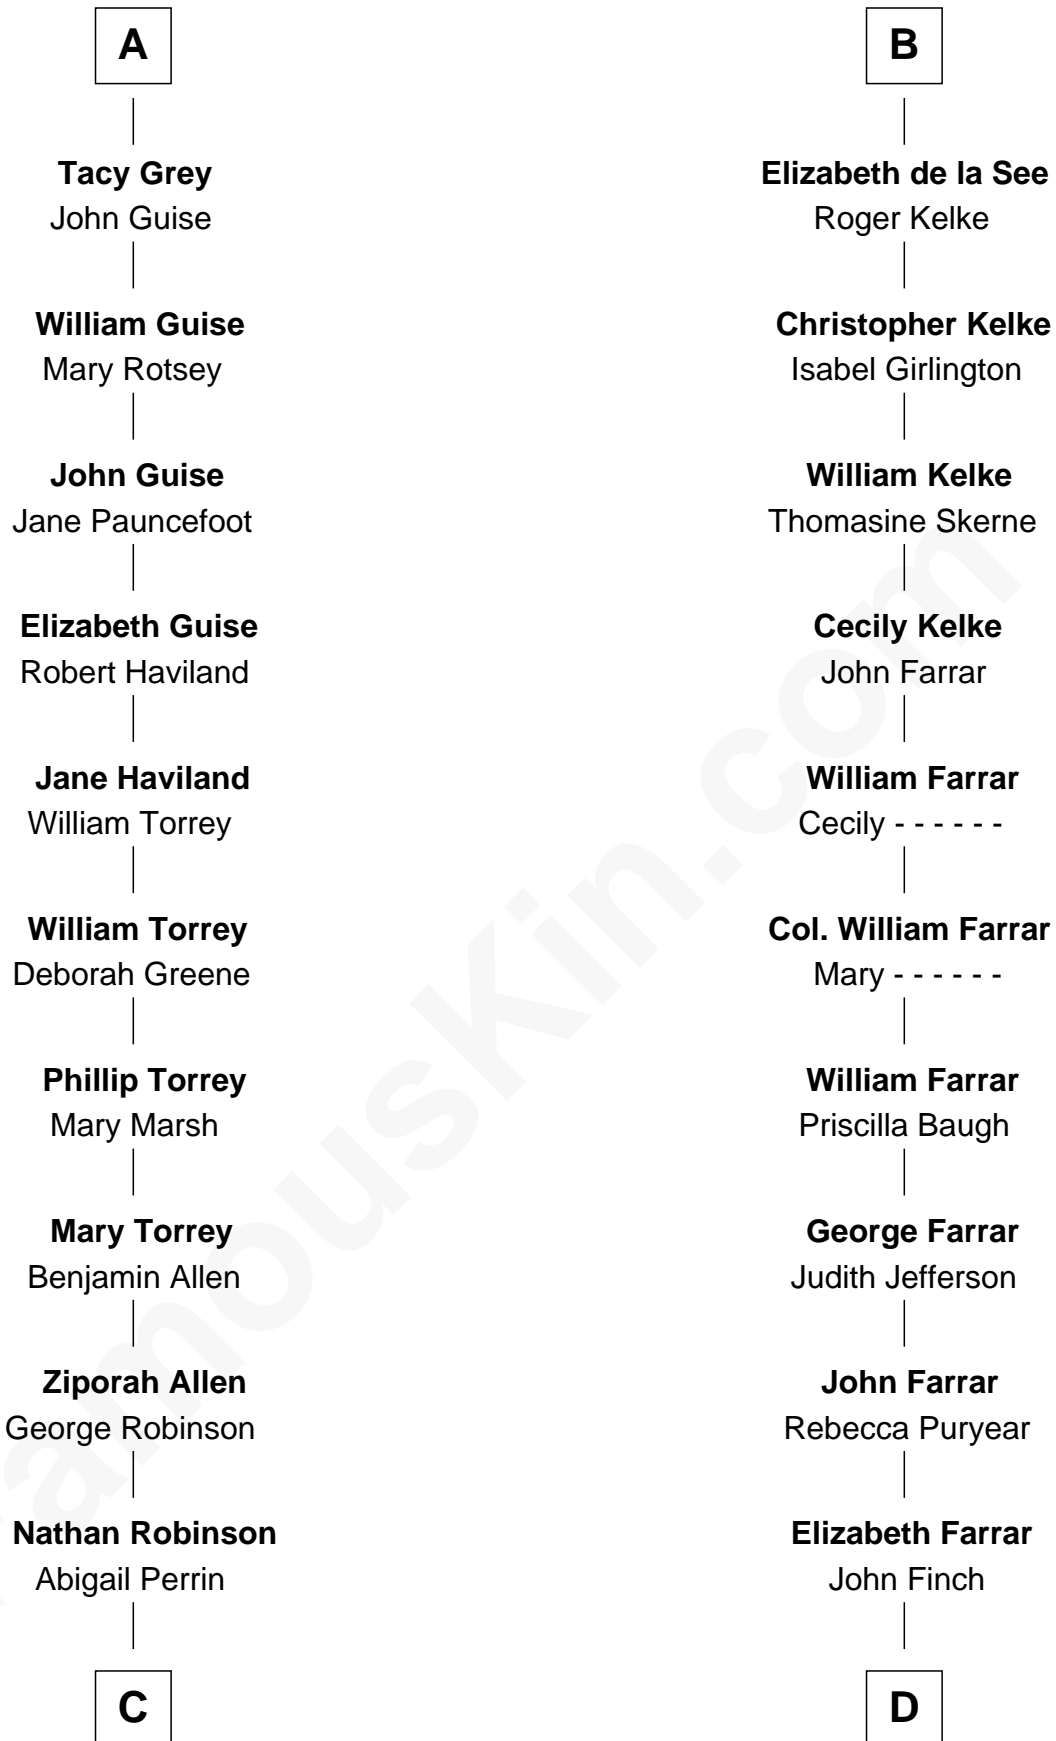 A
Tacy Grey
John Guise
William Guise
Mary Rotsey
John Guise
Jane Pauncefoot
Elizabeth Guise
Robert Haviland
Jane Haviland
William Torrey
William Torrey
Deborah Greene
Phillip Torrey
Mary Marsh
Mary Torrey
Benjamin Allen
Ziporah Allen
George Robinson
Nathan Robinson
Abigail Perrin
C
B
Elizabeth de la See
Roger Kelke
Christopher Kelke
Isabel Girlington
William Kelke
Thomasine Skerne
Cecily Kelke
John Farrar
William Farrar
Cecily - - - - - -
Col. William Farrar
Mary - - - - - -
William Farrar
Priscilla Baugh
George Farrar
Judith Jefferson
John Farrar
Rebecca Puryear
Elizabeth Farrar
John Finch
D
FamousKin.com